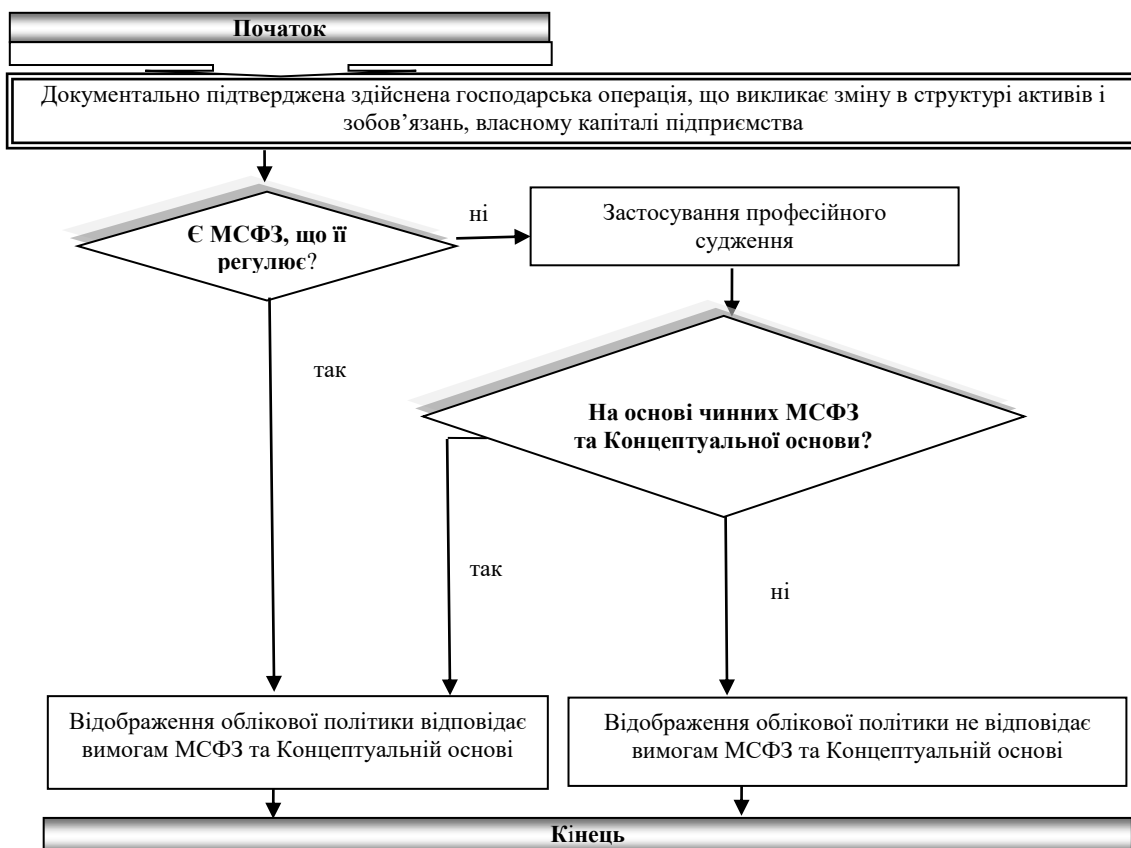 Початок
Документально підтверджена здійснена господарська операція, що викликає зміну в структурі активів і
зобов’язань, власному капіталі підприємства
Є МСФЗ, що її
регулює?
ні
Застосування професійного
судження
так
На основі чинних МСФЗ
та Концептуальної основи?
так
ні
Відображення облікової політики відповідає
вимогам МСФЗ та Концептуальній основі
Відображення облікової політики не відповідає
вимогам МСФЗ та Концептуальній основі
Кінець